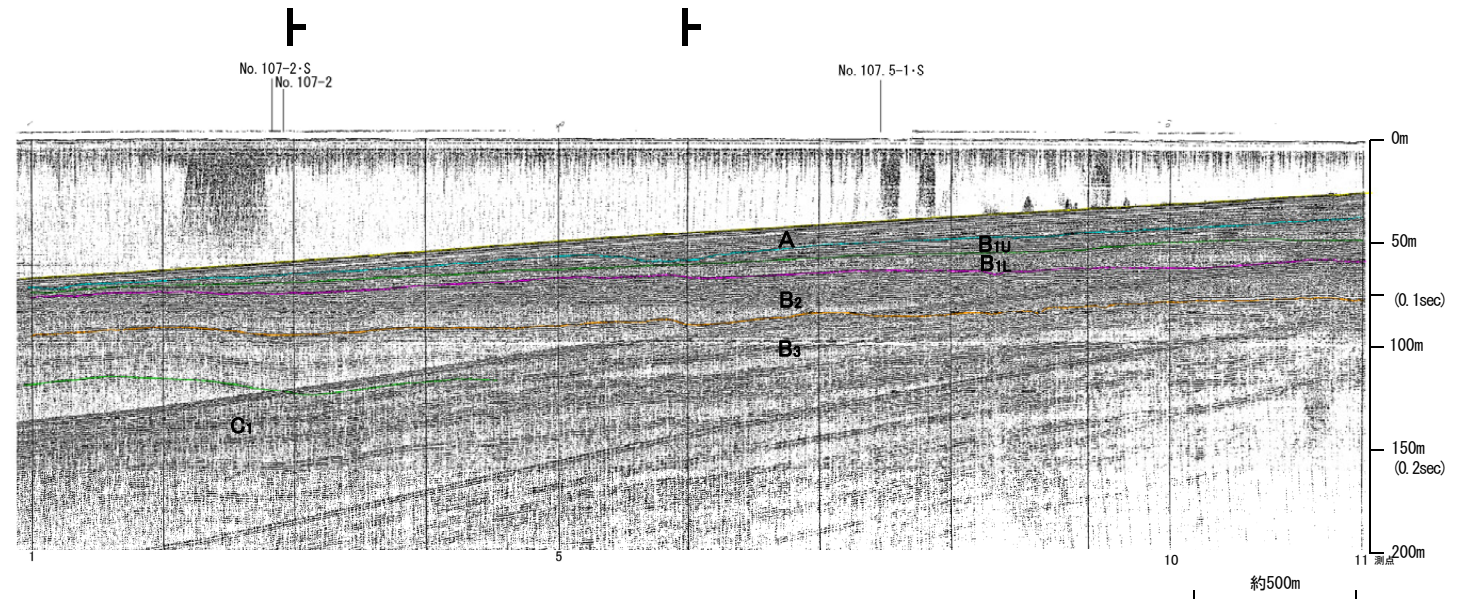 No.107-2･S
No.107-2
No.107.5-1･S
0m
50m
(0.1sec)
100m
150m
(0.2sec)
200m
A
B1U
B1L
B2
B3
C1
1
5
10
11 測点
約500m